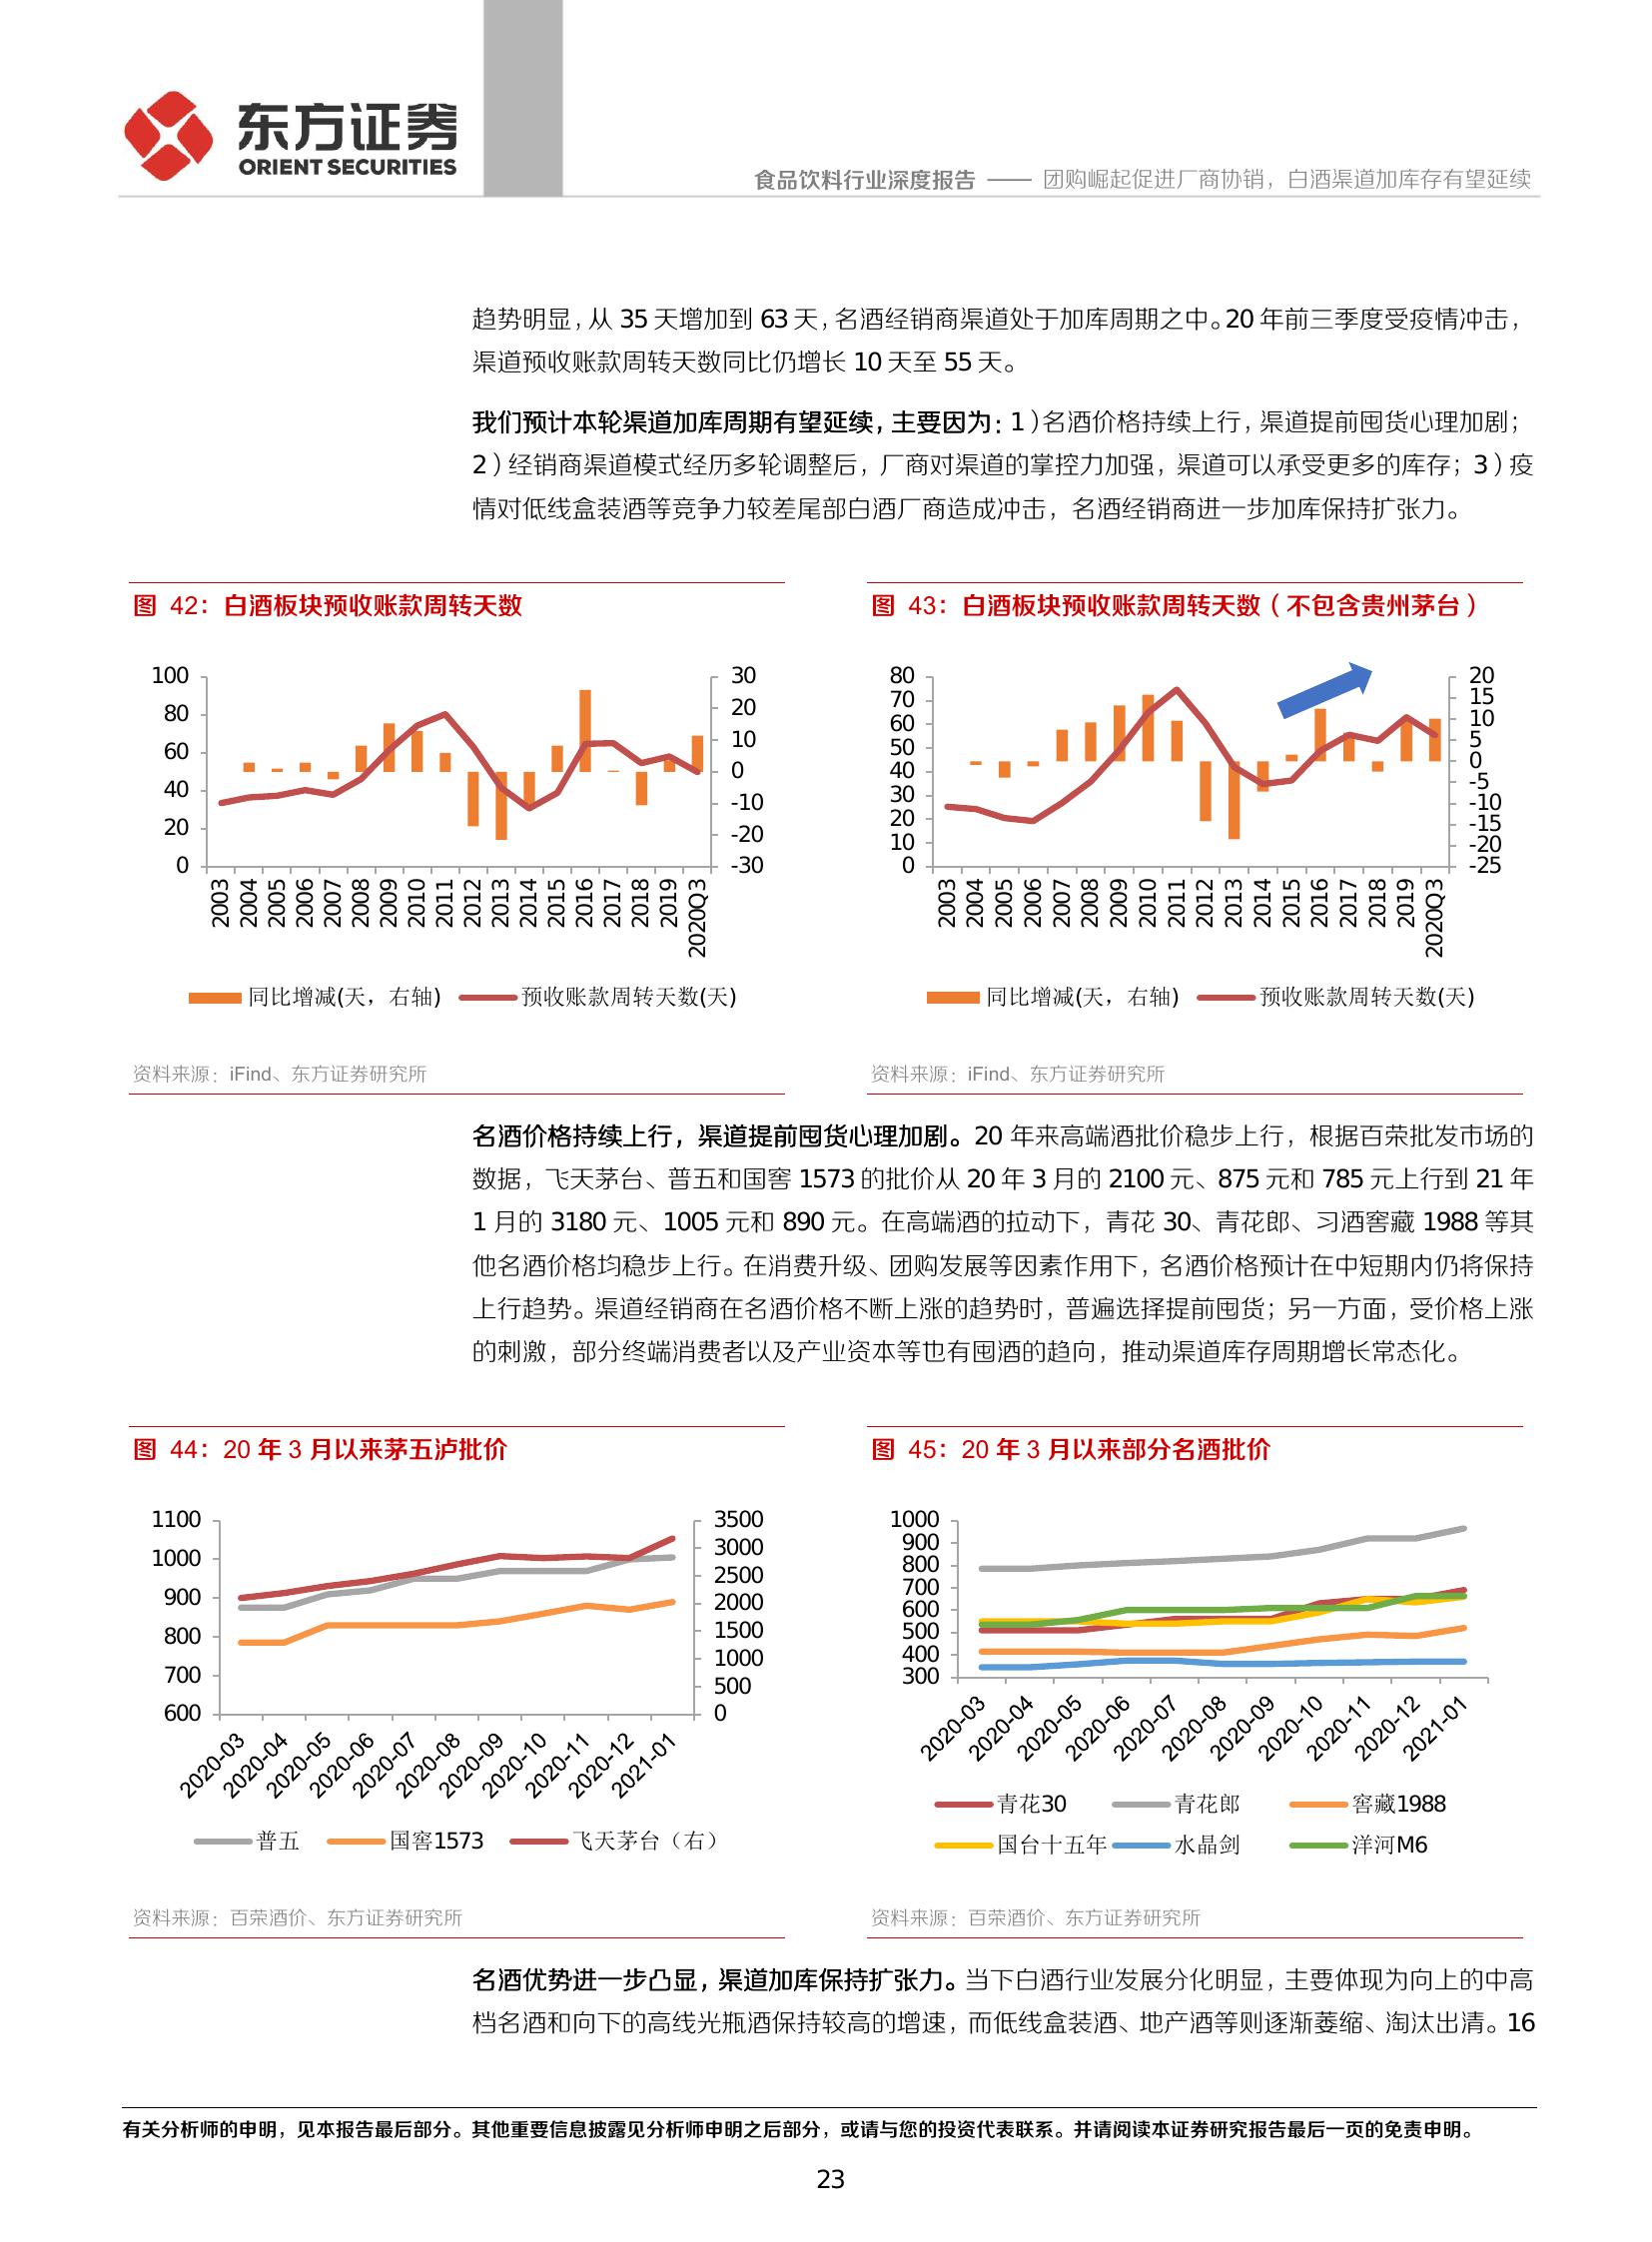 东方证券
ORIENT SECURITIES
食品饮料行业深度报告 —— 团购崛起促进厂商协销，白酒渠道加库存有望延续
趋势明显，从 35 天增加到 63 天，名酒经销商渠道处于加库周期之中。20 年前三季度受疫情冲击，
渠道预收账款周转天数同比仍增长 10 天至 55 天。
我们预计本轮渠道加库周期有望延续，主要因为：1）名酒价格持续上行，渠道提前囤货心理加剧；
2）经销商渠道模式经历多轮调整后，厂商对渠道的掌控力加强，渠道可以承受更多的库存；3）疫
情对低线盒装酒等竞争力较差尾部白酒厂商造成冲击，名酒经销商进一步加库保持扩张力。
图 42：白酒板块预收账款周转天数
100
80
60
40
20
0
30
20
10
0
-10
-20
-30
2003
2004
2005
2006
2007
2008
2009
2010
2011
2012
2013
2014
2015
2016
2017
2018
2019
2020Q3
同比增减(天，右轴)
预收账款周转天数(天)
资料来源：iFind、东方证券研究所
图 43：白酒板块预收账款周转天数（不包含贵州茅台）
80
70
60
50
40
30
20
10
0
20
15
10
5
0
-5
-10
-15
-20
-25
2003
2004
2005
2006
2007
2008
2009
2010
2011
2012
2013
2014
2015
2016
2017
2018
2019
2020Q3
同比增减(天，右轴)
预收账款周转天数(天)
资料来源：iFind、东方证券研究所
名酒价格持续上行，渠道提前囤货心理加剧。20 年来高端酒批价稳步上行，根据百荣批发市场的
数据，飞天茅台、普五和国窖 1573 的批价从 20 年 3 月的 2100 元、875 元和 785 元上行到 21 年
1 月的 3180 元、1005 元和 890 元。在高端酒的拉动下，青花 30、青花郎、习酒窖藏 1988 等其
他名酒价格均稳步上行。在消费升级、团购发展等因素作用下，名酒价格预计在中短期内仍将保持
上行趋势。渠道经销商在名酒价格不断上涨的趋势时，普遍选择提前囤货；另一方面，受价格上涨
的刺激，部分终端消费者以及产业资本等也有囤酒的趋向，推动渠道库存周期增长常态化。
图 44：20 年 3 月以来茅五泸批价
1100
1000
900
800
700
600
3500
3000
2500
2000
1500
1000
500
0
2020-03
2020-04
2020-05
2020-06
2020-07
2020-08
2020-09
2020-10
2020-11
2020-12
2021-01
普五
国窖1573
飞天茅台（右）
资料来源：百荣酒价、东方证券研究所
图 45：20 年 3 月以来部分名酒批价
1000
900
800
700
600
500
400
300
2020-03
2020-04
2020-05
2020-06
2020-07
2020-08
2020-09
2020-10
2020-11
2020-12
2021-01
青花30
青花郎
窖藏1988
国台十五年
水晶剑
洋河M6
资料来源：百荣酒价、东方证券研究所
名酒优势进一步凸显，渠道加库保持扩张力。当下白酒行业发展分化明显，主要体现为向上的中高
档名酒和向下的高线光瓶酒保持较高的增速，而低线盒装酒、地产酒等则逐渐萎缩、淘汰出清。16
有关分析师的申明，见本报告最后部分。其他重要信息披露见分析师申明之后部分，或请与您的投资代表联系。并请阅读本证券研究报告最后一页的免责申明。
23